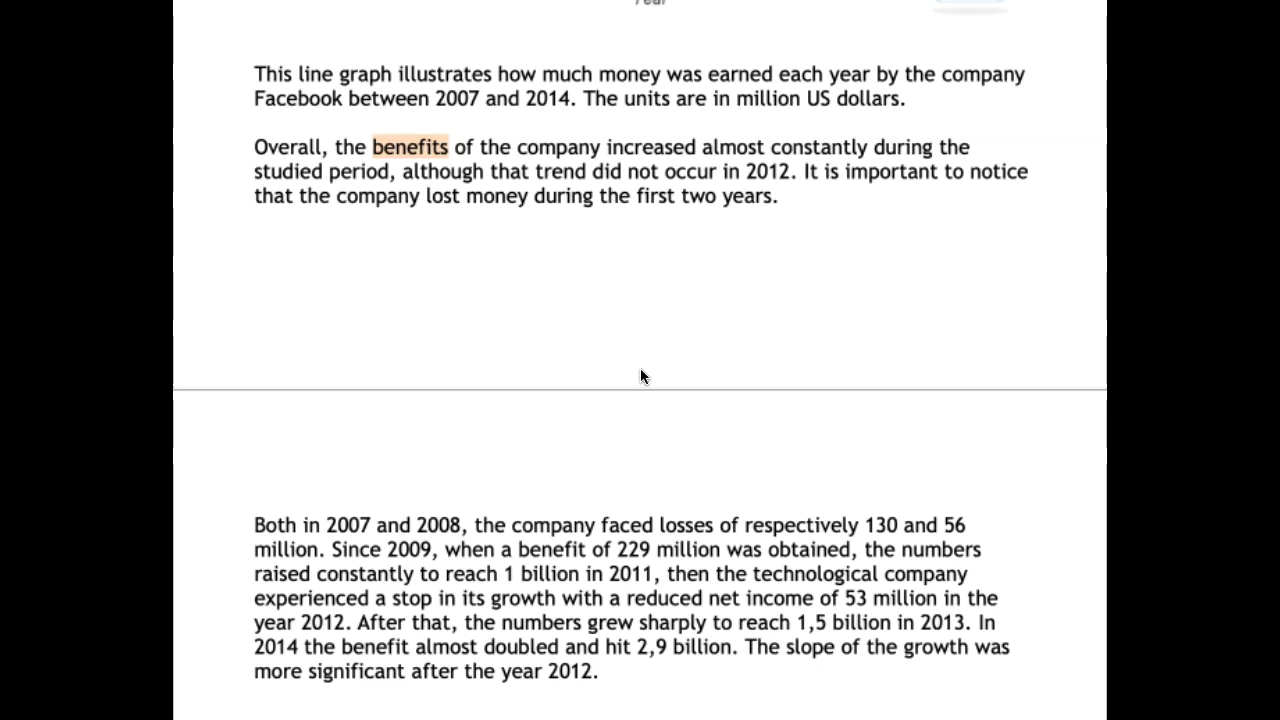 Year
This line graph illustrates how much money was earned each year by the company
Facebook between 2007 and 2014. The units are in million US dollars.
Overall, the benefits of the company increased almost constantly during the
studied period, although that trend did not occur in 2012. It is important to notice
that the company lost money during the first two years.
Both in 2007 and 2008, the company faced losses of respectively 130 and 56
million. Since 2009, when a benefit of 229 million was obtained, the numbers
raised constantly to reach 1 billion in 2011, then the technological company
experienced a stop in its growth with a reduced net income of 53 million in the
year 2012. After that, the numbers grew sharply to reach 1,5 billion in 2013. In
2014 the benefit almost doubled and hit 2,9 billion. The slope of the growth was
more significant after the year 2012.